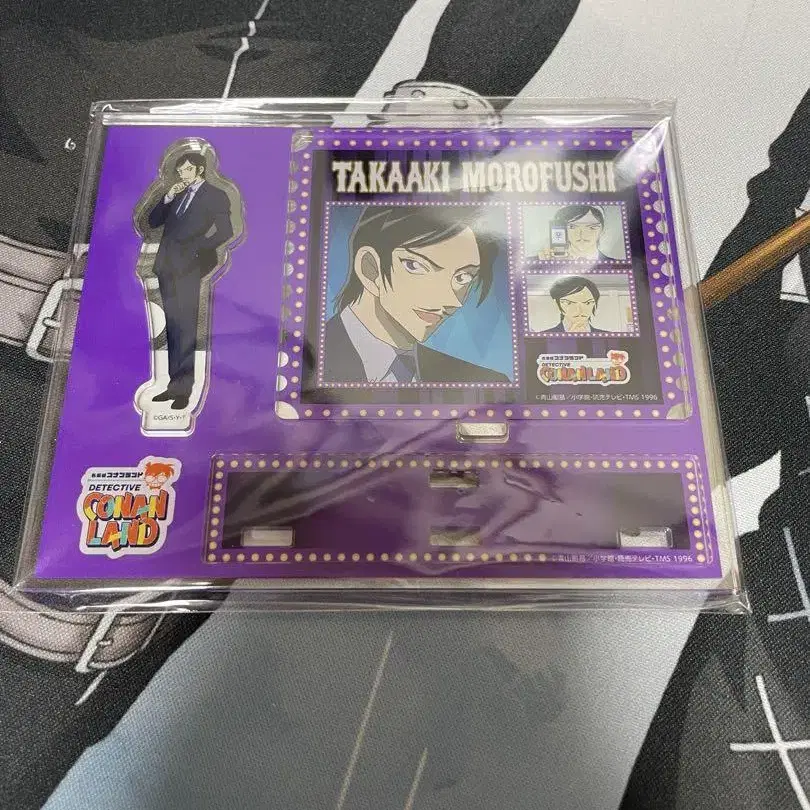 TAKAAKI MOROFUSHI
名探偵コナンランド
DETECTIVE
CONAN LAND
©青山剛昌／小学館・読売テレビ・TMS 1996
©GA/S･Y･T
名探偵コナンランド
DETECTIVE
CONAN
LAND
©青山剛昌／小学館・読売テレビ・TMS 1996